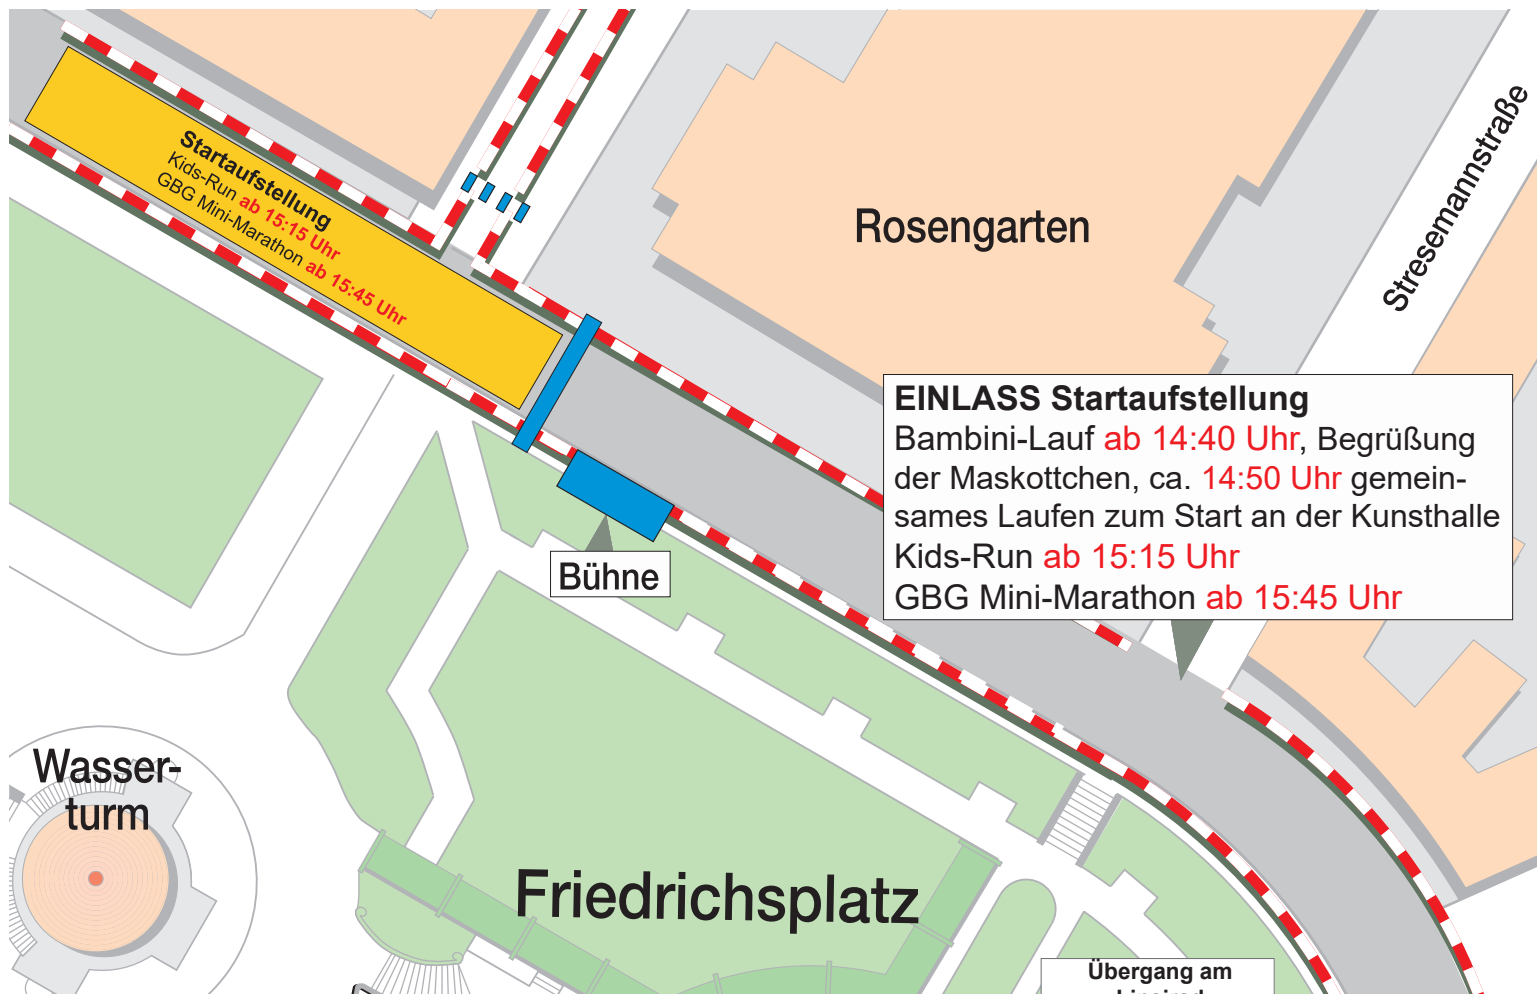 Startaufstellung
Kids-Run ab 15:15 Uhr
GBG Mini-Marathon ab 15:45 Uhr
Rosengarten
Stresemannstraße
EINLASS Startaufstellung
Bambini-Lauf ab 14:40 Uhr, Begrüßung
der Maskottchen, ca. 14:50 Uhr gemein-
sames Laufen zum Start an der Kunsthalle
Kids-Run ab 15:15 Uhr
GBG Mini-Marathon ab 15:45 Uhr
Bühne
Wasser-
turm
Friedrichsplatz
Übergang am